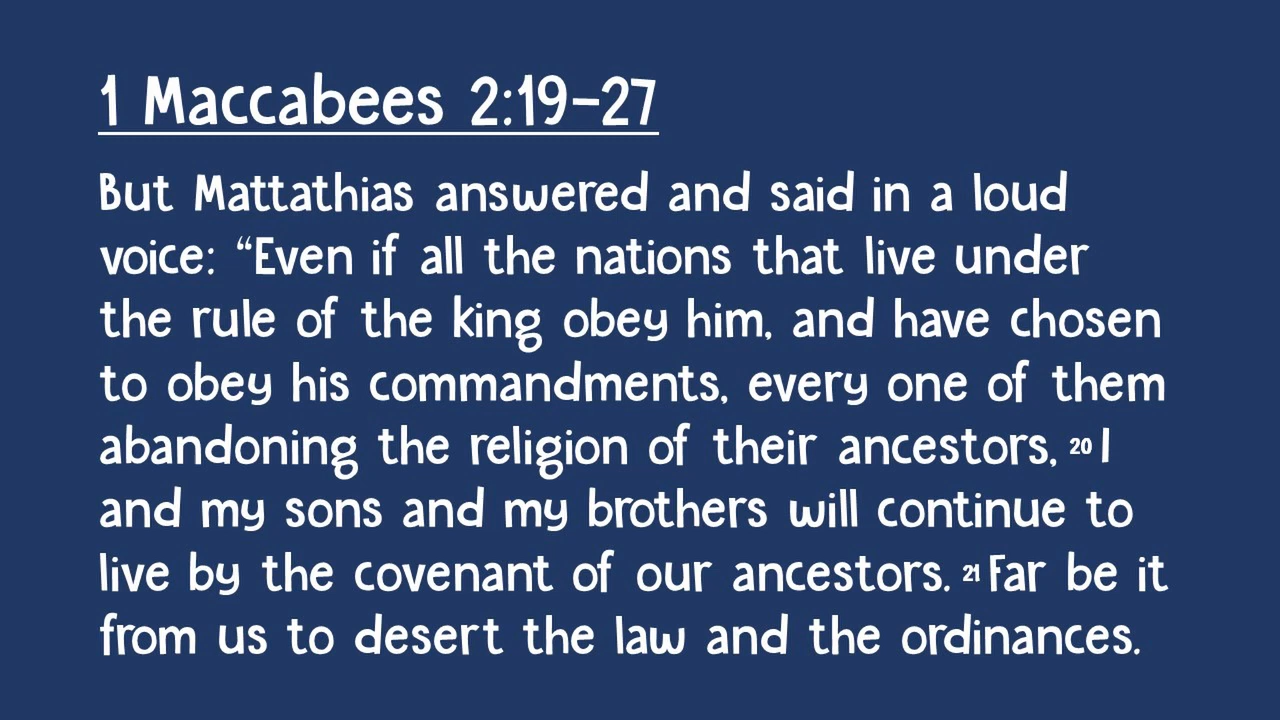 1 Maccabees 2:19-27
But Mattathias answered and said in a loud
voice: “Even if all the nations that live under
the rule of the king obey him, and have chosen
to obey his commandments, every one of them
abandoning the religion of their ancestors, 20 I
and my sons and my brothers will continue to
live by the covenant of our ancestors. 21 Far be it
from us to desert the law and the ordinances.